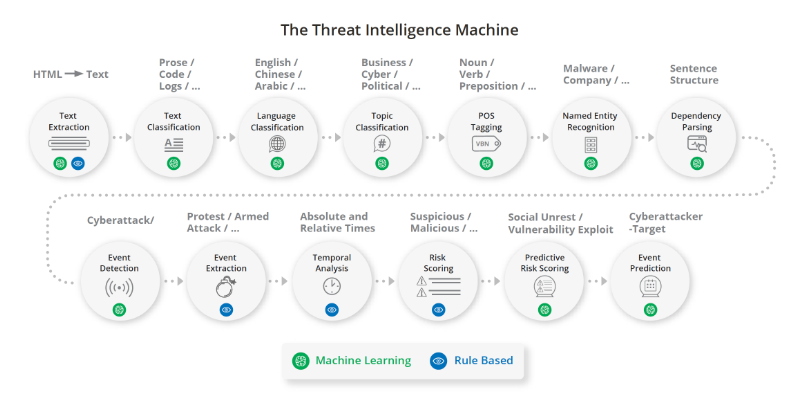 The Threat Intelligence Machine
HTML → Text
Prose /
Code /
Logs / ...
English /
Chinese /
Arabic / ...
Business /
Cyber /
Political / ...
Noun /
Verb /
Preposition / ...
Malware /
Company / ...
Sentence
Structure
Text
Extraction
Text
Classification
Language
Classification
Topic
Classification
#
POS
Tagging
VBN
Named Entity
Recognition
Dependency
Parsing
Cyberattack/
Protest / Armed
Attack / ...
Absolute and
Relative Times
Suspicious /
Malicious / ...
Social Unrest /
Vulnerability Exploit
Cyberattacker
-Target
Event
Detection
Event
Extraction
Temporal
Analysis
Risk
Scoring
Predictive
Risk Scoring
Event
Prediction
Machine Learning
Rule Based